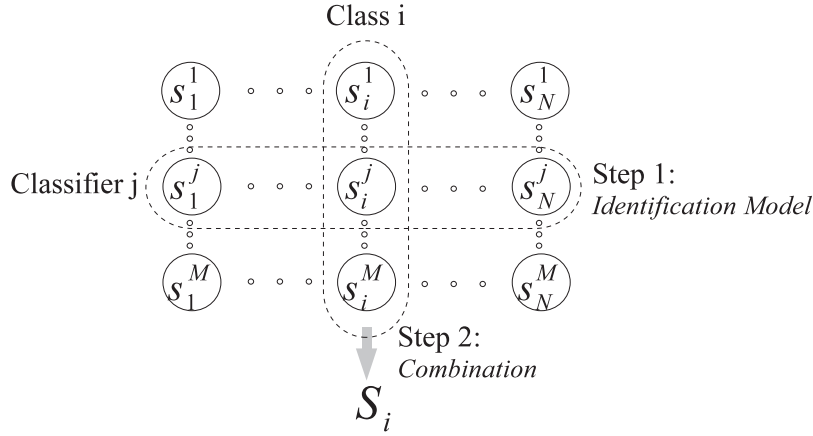 Class i
s_1^1 s_i^1 s_N^1
Classifier j s_1^j s_i^j s_N^j Step 1:
Identification Model
s_1^M s_i^M s_N^M
Step 2:
Combination
S_i